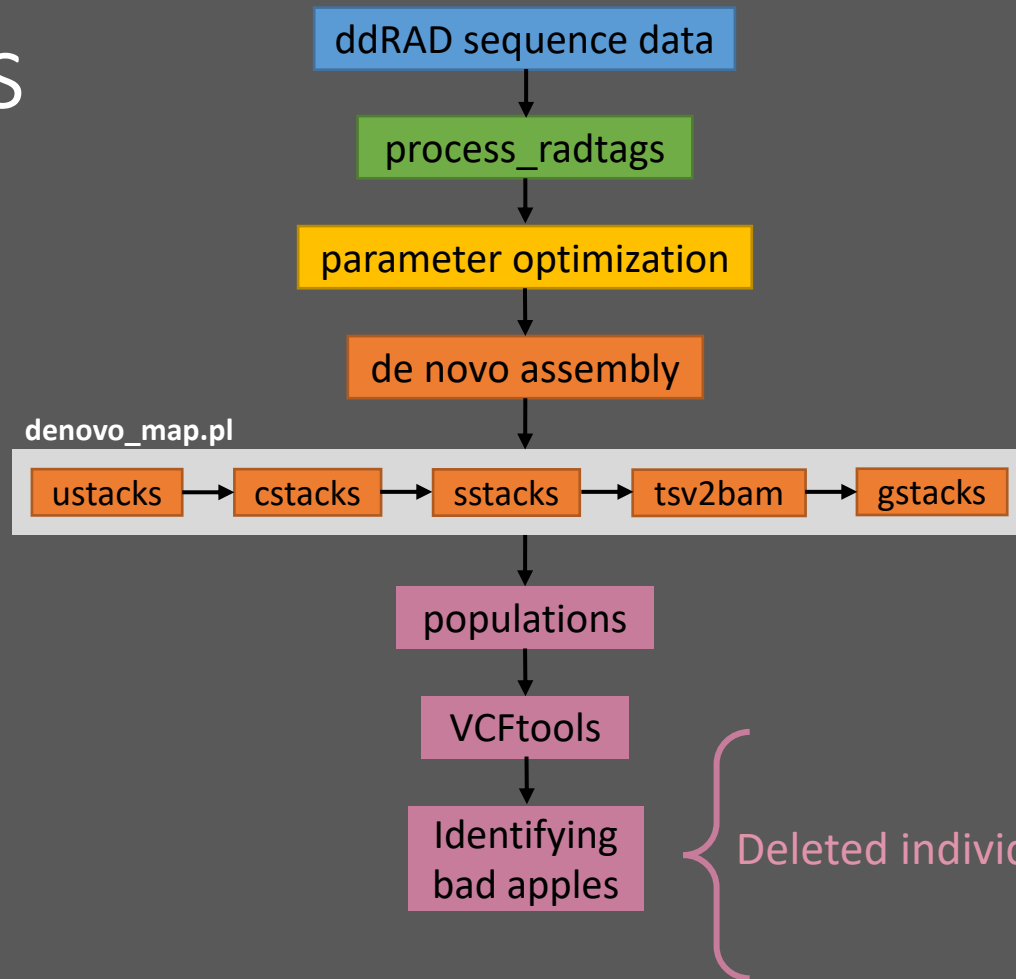 S
ddRAD sequence data
process_radtags
parameter optimization
de novo assembly
denovo_map.pl
ustacks cstacks sstacks tsv2bam gstacks
populations
VCFtools
Identifying
bad apples
Deleted